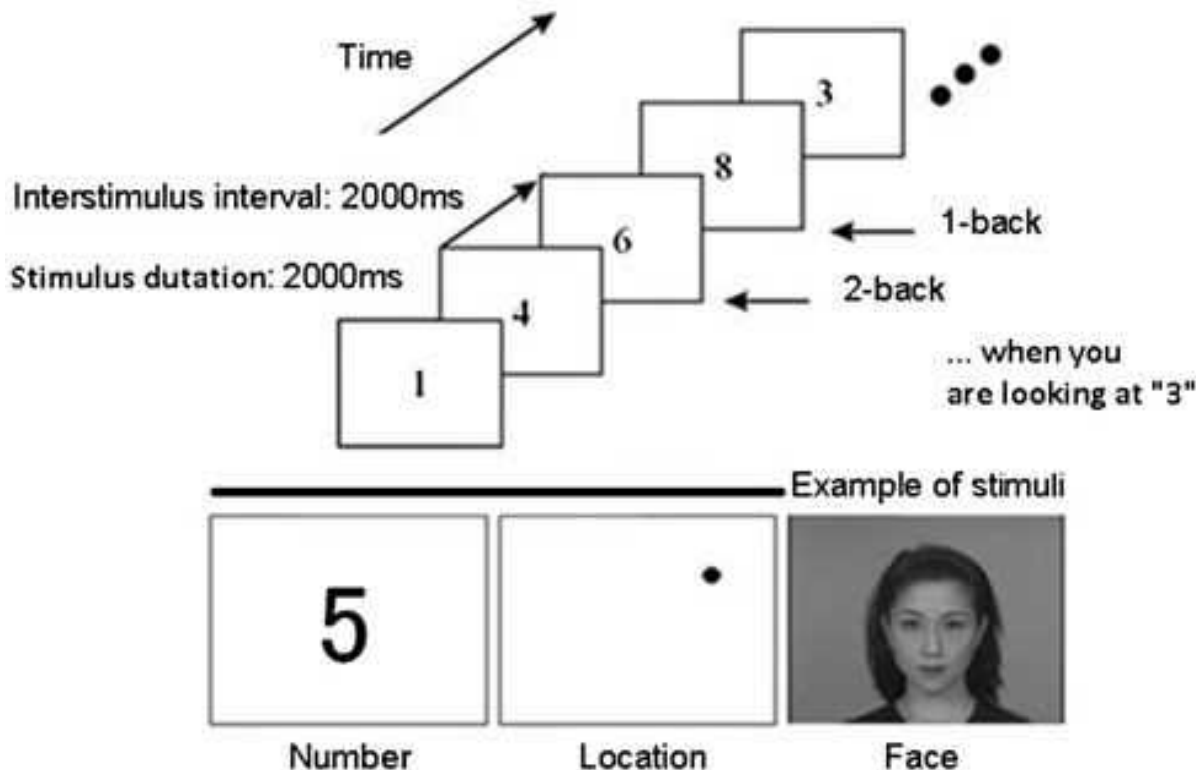 Time
3
8
Interstimulus interval: 2000ms
1-back
6
Stimulus dutation: 2000ms
2-back
4
... when you
are looking at "3"
1
Example of stimuli
5
Number
Location
Face